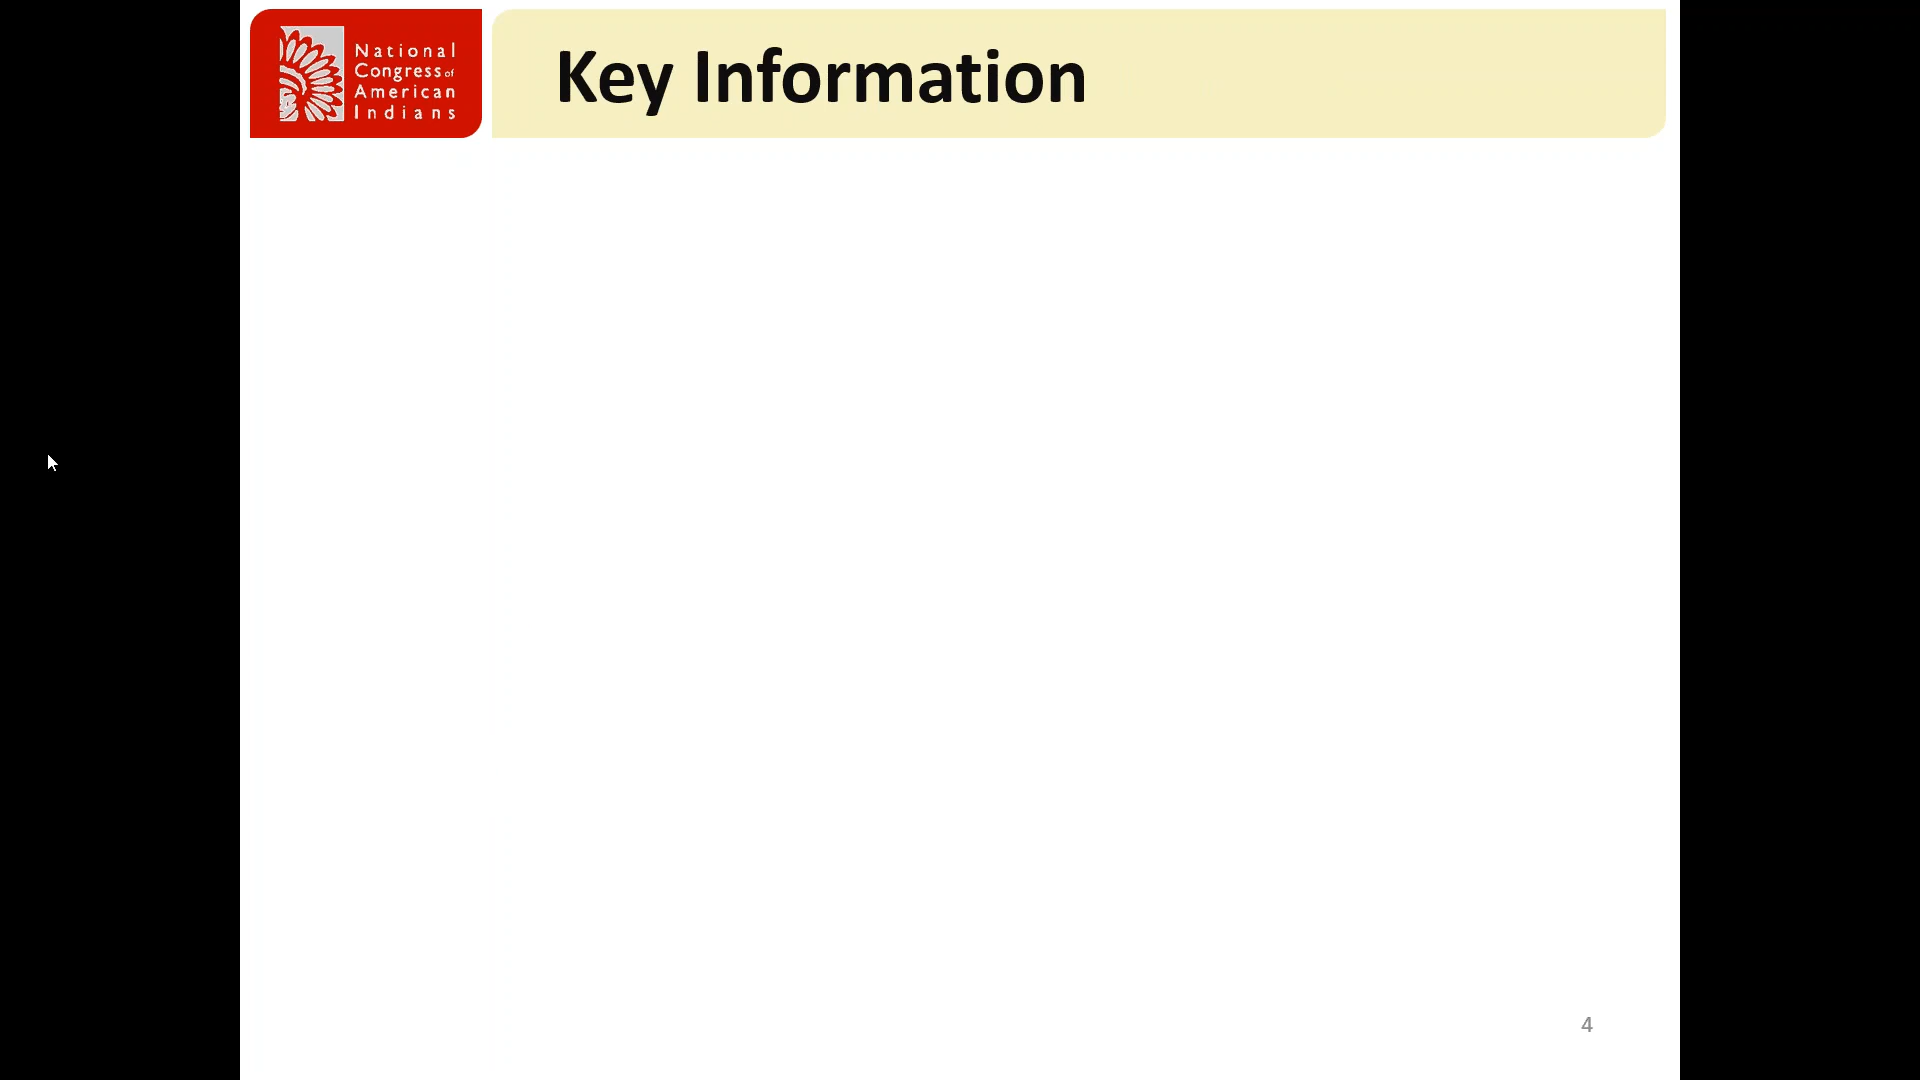 National
Congress of
American
Indians
Key Information
4